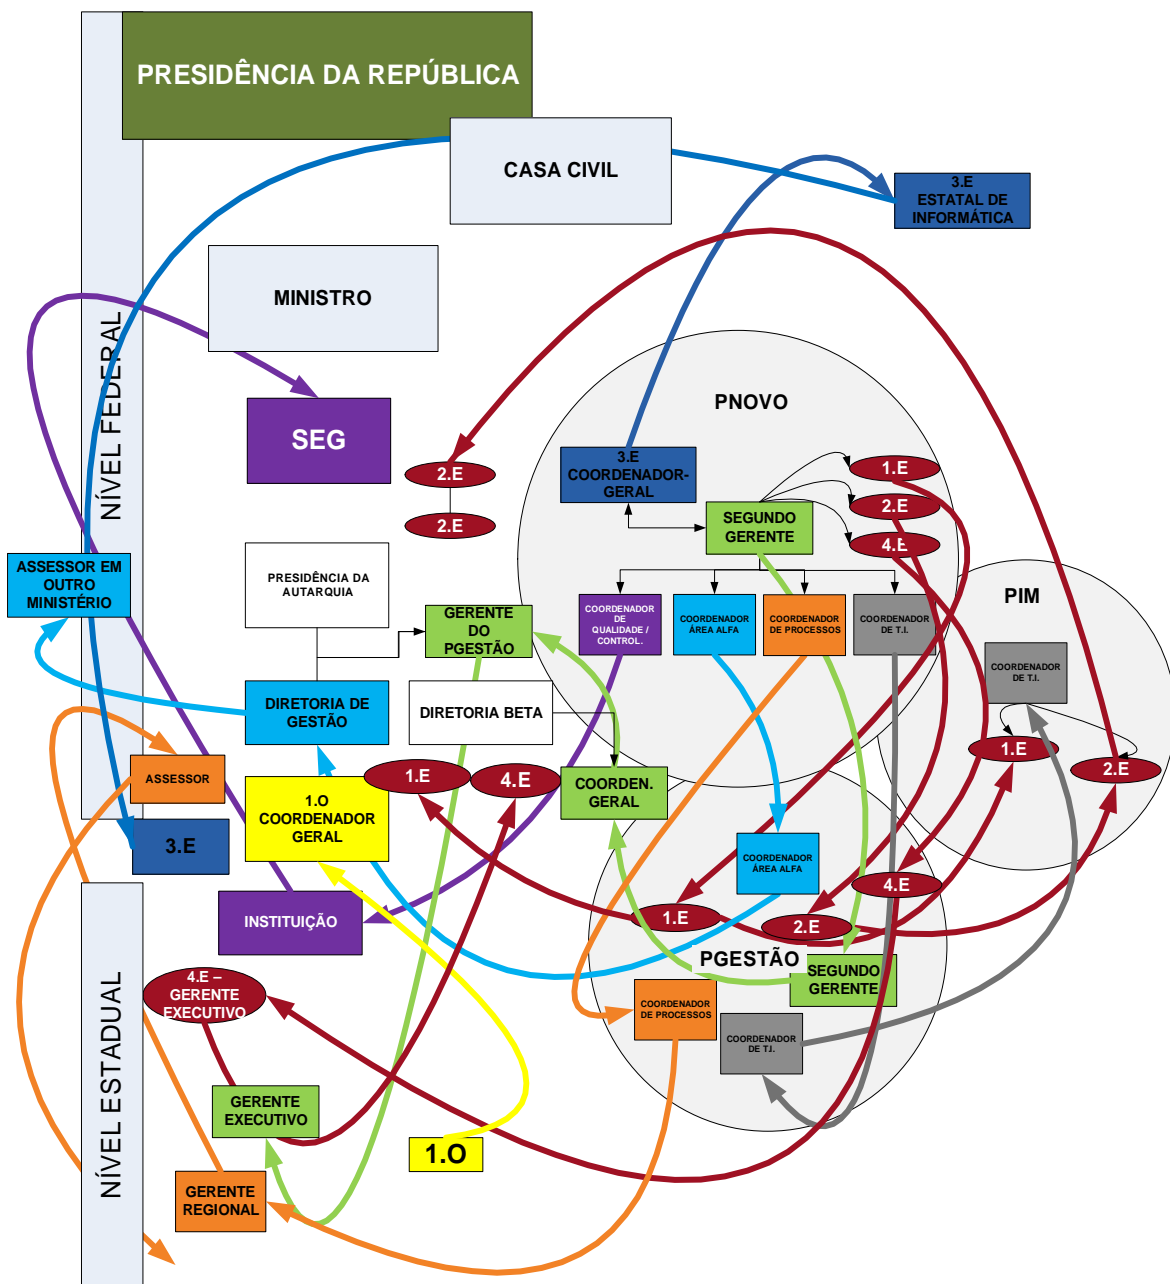 PRESIDÊNCIA DA REPÚBLICA
CASA CIVIL
3.E
ESTATAL DE
INFORMÁTICA
MINISTRO
NÍVEL FEDERAL
SEG
PNOVO
3.E
COORDENADOR-
GERAL
1.E
2.E
4.E
SEGUNDO
GERENTE
2.E
2.E
ASSESSOR EM
OUTRO
MINISTÉRIO
PRESIDÊNCIA DA
AUTARQUIA
GERENTE
DO
PGESTÃO
COORDENADOR
DE
QUALIDADE /
CONTROL.
COORDENADOR
ÁREA ALFA
COORDENADOR
DE PROCESSOS
COORDENADOR
DE T.I.
PIM
COORDENADOR
DE T.I.
1.E
2.E
DIRETORIA DE
GESTÃO
DIRETORIA BETA
ASSESSOR
1.E
4.E
COORDEN.
GERAL
1.O
COORDENADOR
GERAL
3.E
COORDENADOR
ÁREA ALFA
4.E
1.E
2.E
INSTITUIÇÃO
PGESTÃO
SEGUNDO
GERENTE
4.E –
GERENTE
EXECUTIVO
COORDENADOR
DE PROCESSOS
COORDENADOR
DE T.I.
NÍVEL ESTADUAL
GERENTE
EXECUTIVO
1.O
GERENTE
REGIONAL